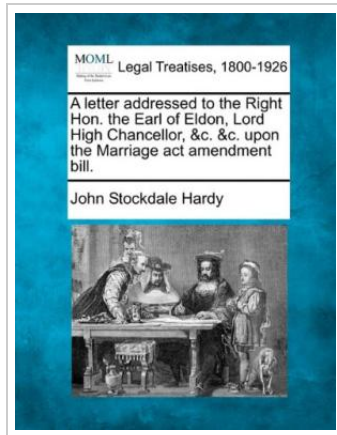 MOML
Legal Treatises, 1800-1926
A letter addressed to the Right
Hon. the Earl of Eldon, Lord
High Chancellor, &c. &c. upon
the Marriage act amendment
bill.
John Stockdale Hardy